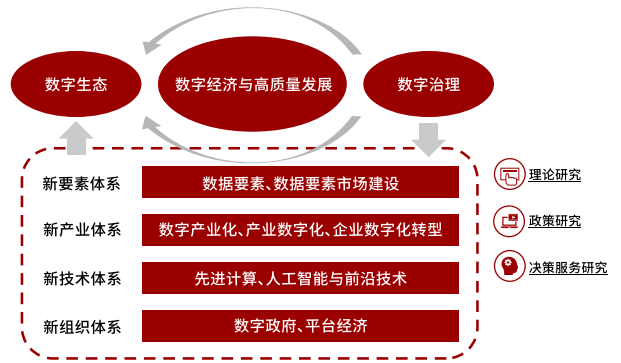 数字生态
数字经济与高质量发展
数字治理
新要素体系
数据要素、数据要素市场建设
新产业体系
数字产业化、产业数字化、企业数字化转型
新技术体系
先进计算、人工智能与前沿技术
新组织体系
数字政府、平台经济
理论研究
政策研究
决策服务研究